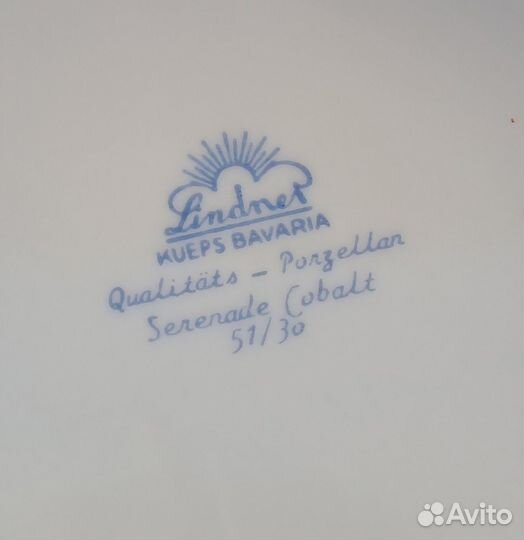 Lindner
KUEPS BAVARIA
Qualitäts - Porzellan
Serenade Cobalt
51/30
Avito